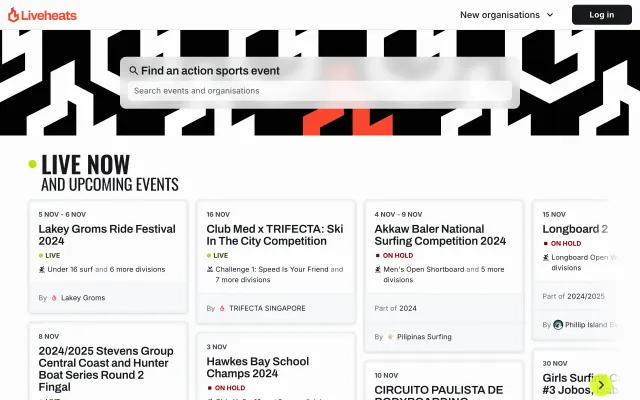 Liveheats
New organisations
Log in
Find an action sports event
Search events and organisations
LIVE NOW
AND UPCOMING EVENTS
5 NOV - 6 NOV
Lakey Groms Ride Festival
2024
LIVE
Under 16 surf and 6 more divisions
By Lakey Groms
8 NOV
2024/2025 Stevens Group
Central Coast and Hunter
Boat Series Round 2
Fingal
16 NOV
Club Med x TRIFECTA: Ski
In The City Competition
LIVE
Challenge 1: Speed Is Your Friend and
7 more divisions
By TRIFECTA SINGAPORE
3 NOV
Hawkes Bay School
Champs 2024
ON HOLD
4 NOV - 9 NOV
Akkaw Baler National
Surfing Competition 2024
ON HOLD
Men's Open Shortboard and 5 more
divisions
Part of 2024
By Pilipinas Surfing
10 NOV
CIRCUITO PAULISTA DE
BODYBOARDING
15 NOV
Longboard 2
ON HOLD
Longboard Open
divisions
Part of 2024/2025
By Phillip Island
30 NOV
Girls Surfing
#3 Jobos,